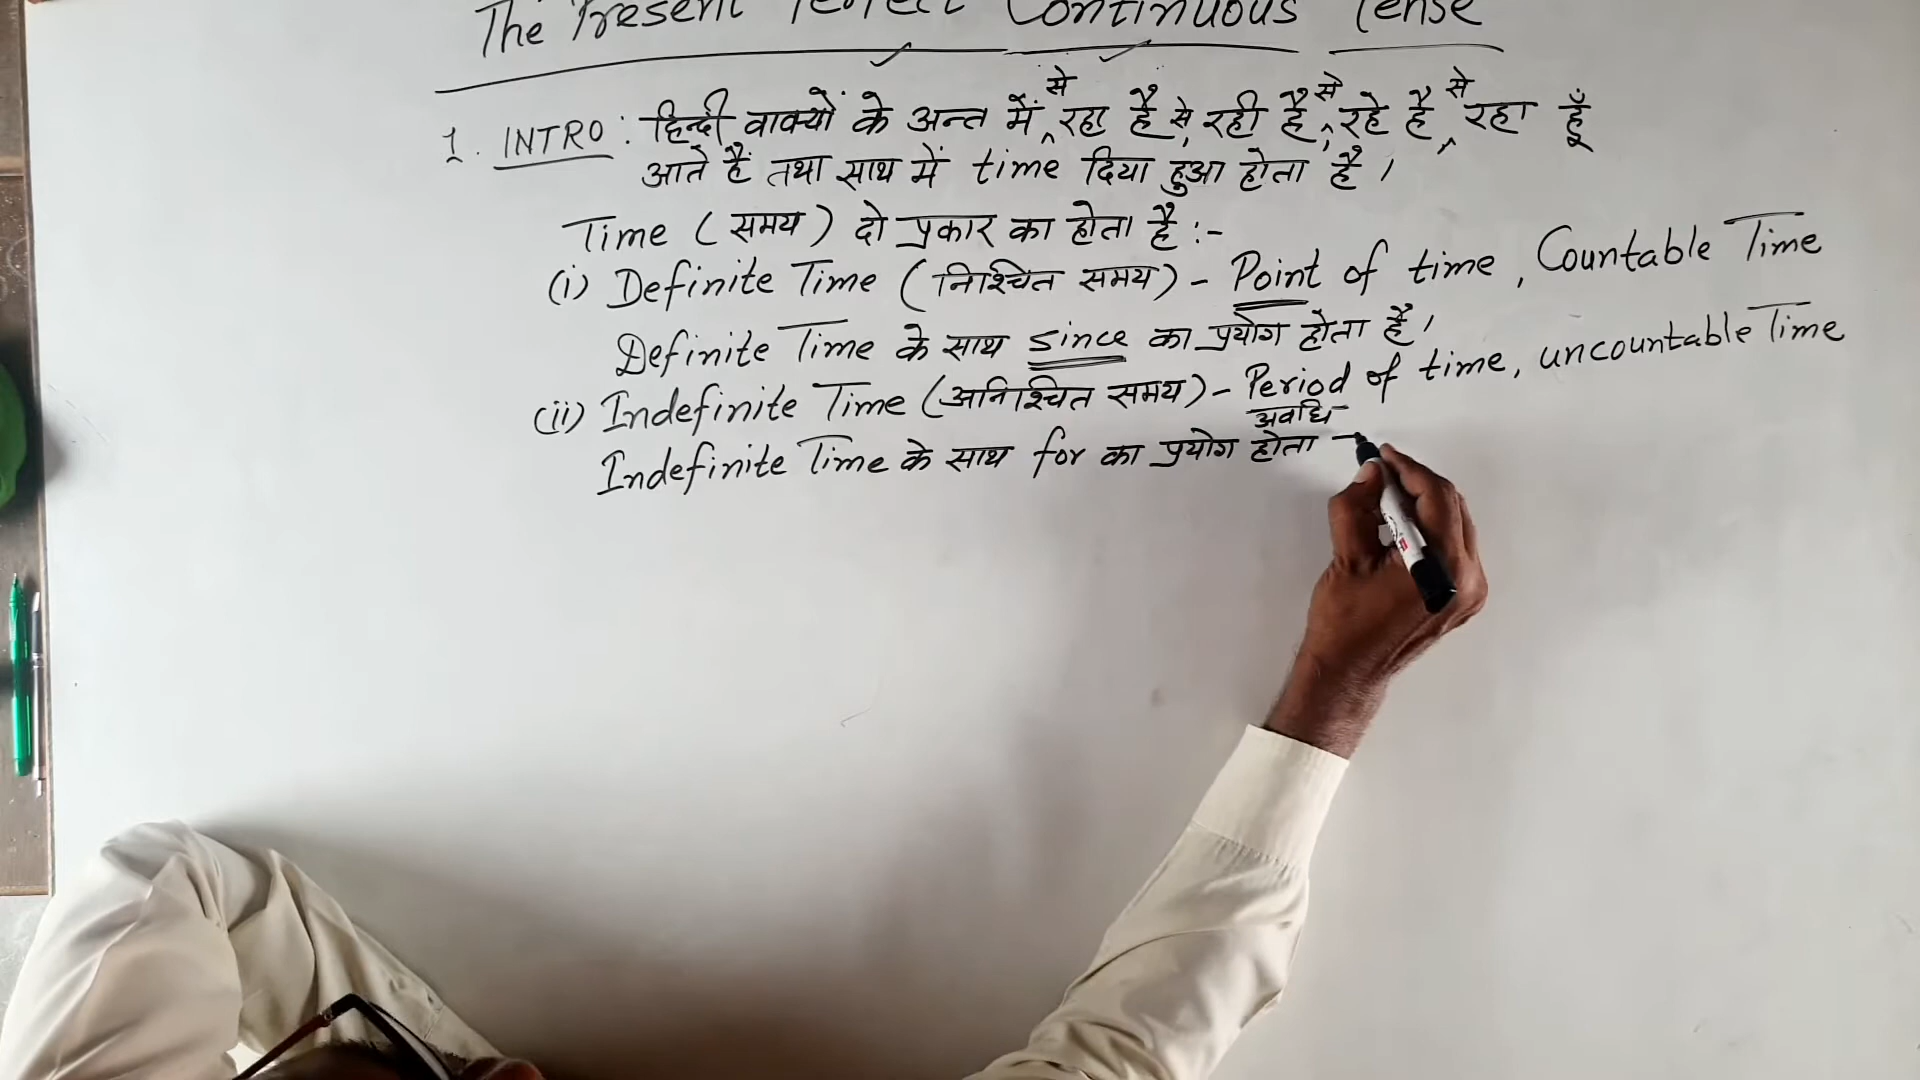 The Present Perfect Continuous Tense
1. INTRO : हिन्दी वाक्यों के अन्त में से रहा है से रही है से रहे हैं से रहा हूँ
आते हैं तथा साथ में time दिया हुआ होता है ।
Time ( समय ) दो प्रकार का होता है :-
(i) Definite Time ( निश्चित समय ) - Point of time , Countable Time
Definite Time के साथ since का प्रयोग होता है ।
(ii) Indefinite Time (अनिश्चित समय) - Period of time, uncountable Time
अवधि
Indefinite Time के साथ for का प्रयोग होता